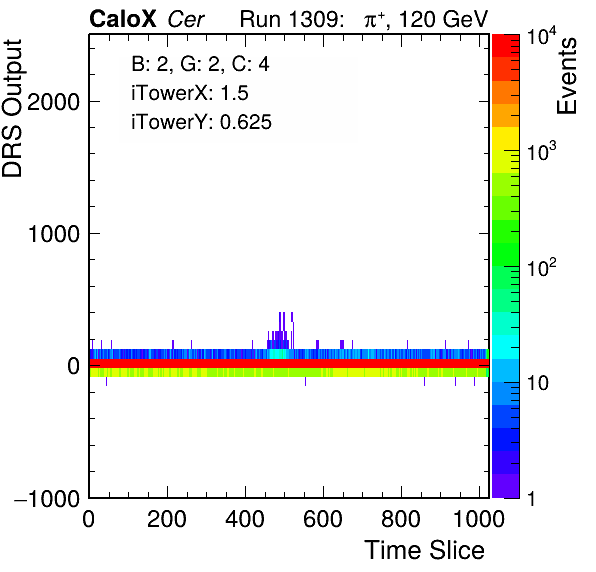 CaloX Cer Run 1309: π⁺, 120 GeV
B: 2, G: 2, C: 4
iTowerX: 1.5
iTowerY: 0.625
DRS Output
2000
1000
0
−1000
0 200 400 600 800 1000
Time Slice
Events
10⁴
10³
10²
10
1